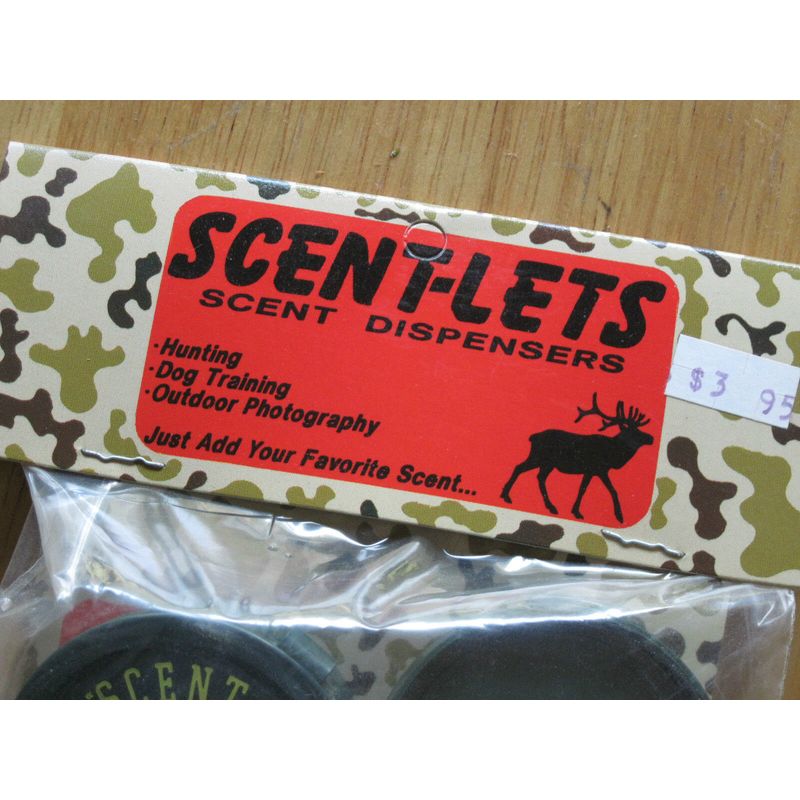 SCENT-LETS
SCENT DISPENSERS
·Hunting
·Dog Training
·Outdoor Photography
Just Add Your Favorite Scent...
$3 95
SCENT